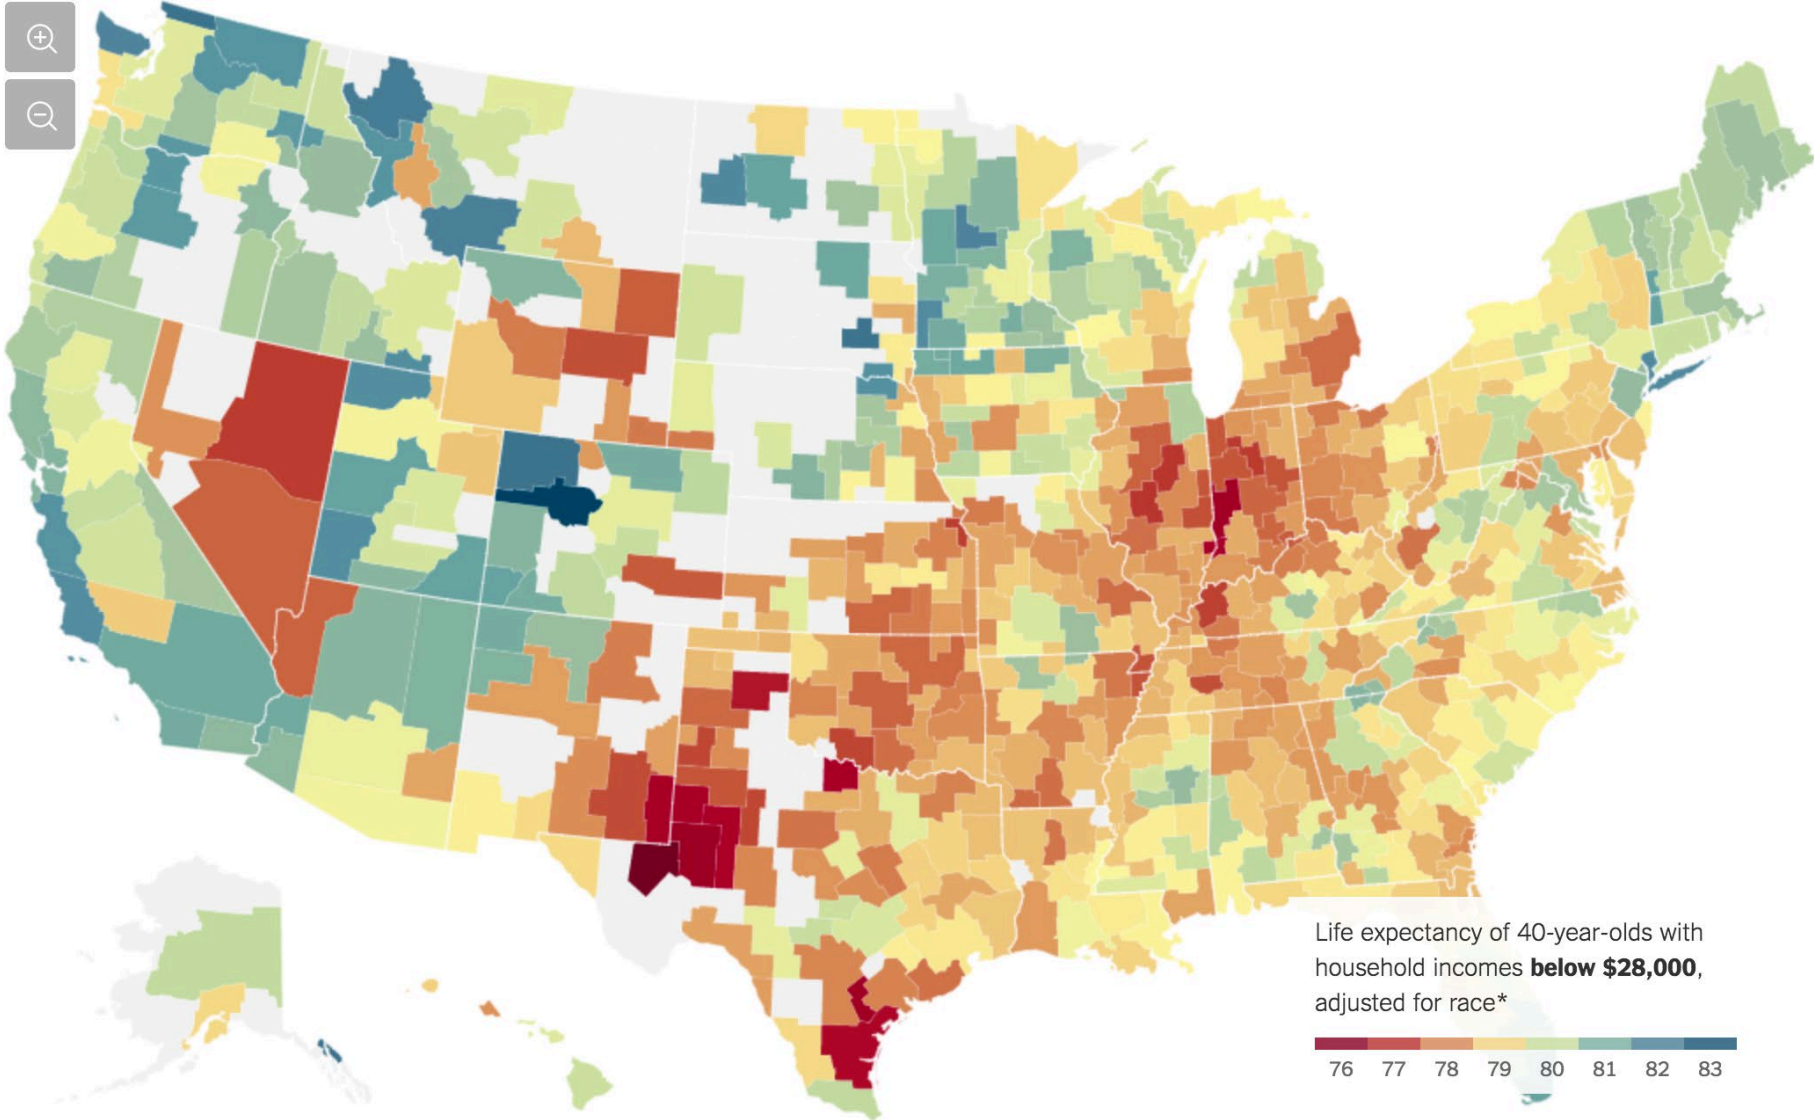 Life expectancy of 40-year-olds with
household incomes below $28,000,
adjusted for race*
76 77 78 79 80 81 82 83